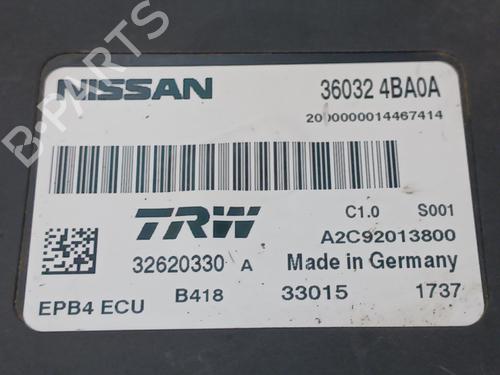 NISSAN 36032 4BA0A
2000000014467414
TRW C1.0 S001
A2C92013800
32620330 A Made in Germany
EPB4 ECU B418 33015 1737
B-PARTS